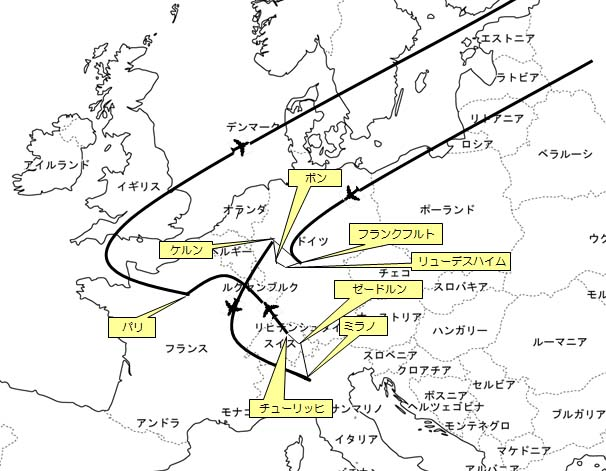 エストニア
ラトビア
リトアニア
デンマーク
ロシア
アイルランド
ベラルーシ
イギリス
ボン
オランダ
ポーランド
フランクフルト
ドイツ
ケルン
ルギー
リューデスハイム
チェコ
ウク
ルクセンブルク
ゼードルン
スロバキア
モル
パリ
リヒテンシュタイ
ーストリア
ミラノ
ハンガリー
スイス
フランス
ルーマニア
スロベニア
クロアチア
セルビア
チューリッヒ
ボスニア
ヘルツェゴビナ
モナコ
ンマリノ
ブルガリア
アンドラ
モンテネグロ
イタリア
マケドニア